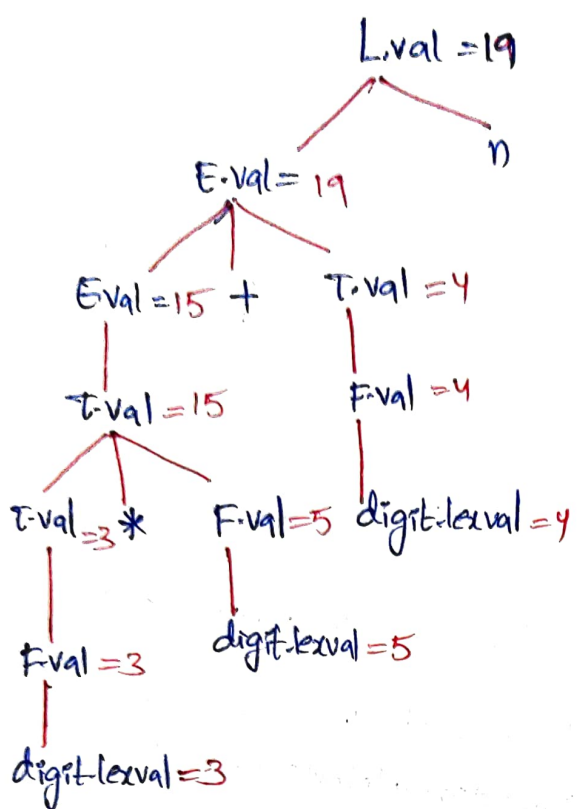 L.val = 19
n
E.val = 19
E.val = 15 + T.val = 4
T.val = 15 F.val = 4
T.val = 3 * F.val = 5 digit.lexval = 4
F.val = 3 digit.lexval = 5
digit.lexval = 3